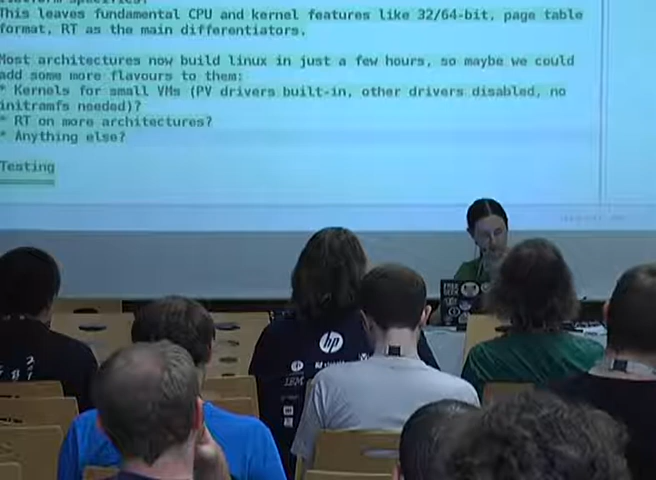 This leaves fundamental CPU and kernel features like 32/64-bit, page table
format, RT as the main differentiators.
Most architectures now build linux in just a few hours, so maybe we could
add some more flavours to them:
* Kernels for small VMs (PV drivers built-in, other drivers disabled, no
initramfs needed)?
* RT on more architectures?
* Anything else?
Testing
hp
IBM